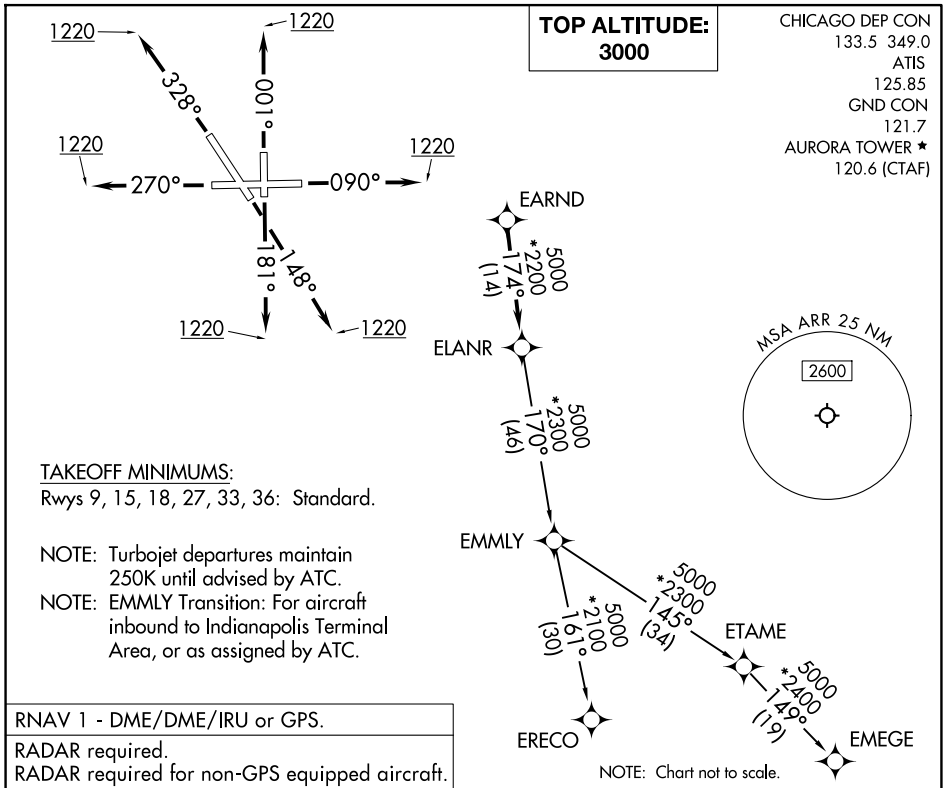 1220
1220
TOP ALTITUDE:
3000
CHICAGO DEP CON
133.5 349.0
ATIS
125.85
GND CON
121.7
AURORA TOWER ★
120.6 (CTAF)
328°
001°
1220
1220
270°
090°
181°
148°
1220
1220
EARND
5000
*2200
174°
(14)
ELANR
MSA ARR 25 NM
2600
5000
*2300
170°
(46)
TAKEOFF MINIMUMS:
Rwys 9, 15, 18, 27, 33, 36: Standard.
EMMLY
NOTE: Turbojet departures maintain
250K until advised by ATC.
NOTE: EMMLY Transition: For aircraft
inbound to Indianapolis Terminal
Area, or as assigned by ATC.
5000
*2300
145°
(34)
5000
*2100
161°
(30)
ETAME
5000
*2400
149°
(19)
ERECO
EMEGE
RNAV 1 - DME/DME/IRU or GPS.
RADAR required.
RADAR required for non-GPS equipped aircraft.
NOTE: Chart not to scale.